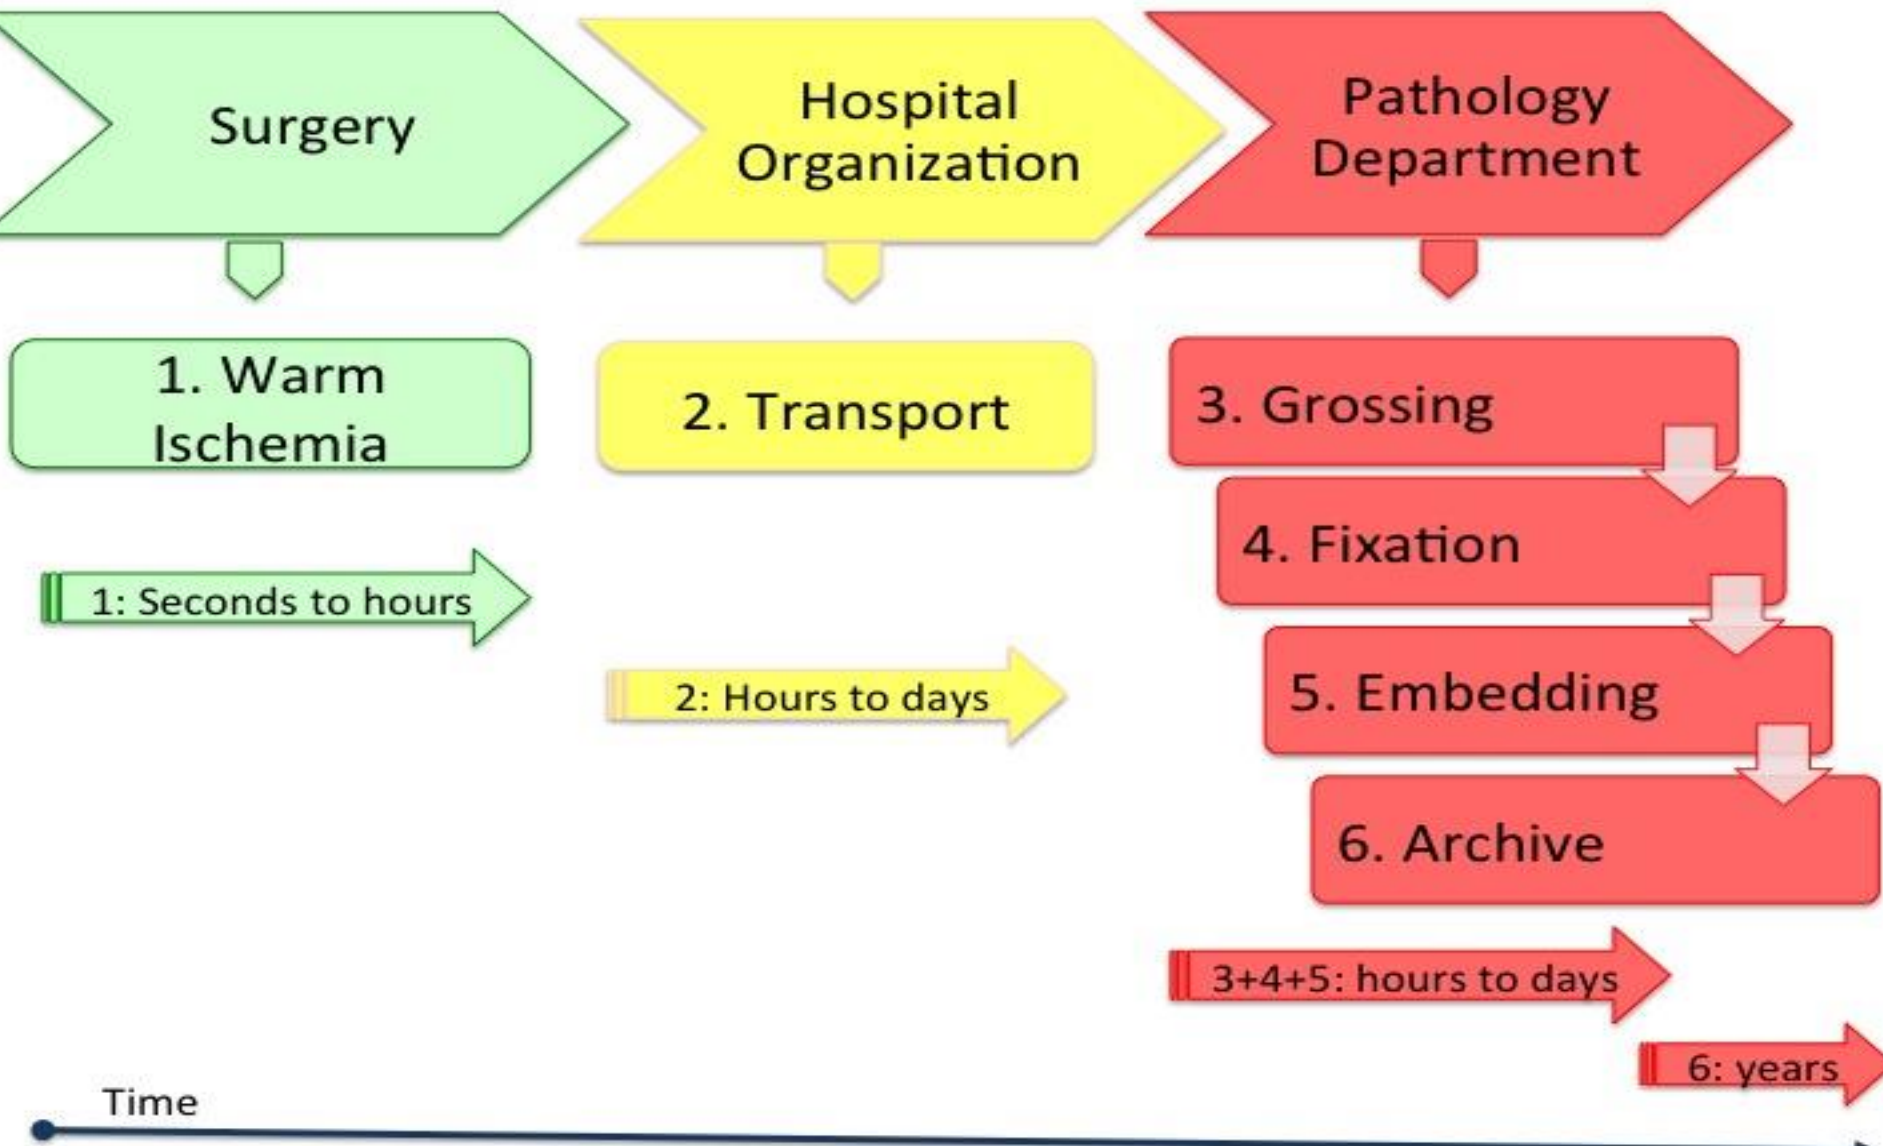 Surgery
Hospital
Organization
Pathology
Department
1. Warm
Ischemia
2. Transport
3. Grossing
4. Fixation
5. Embedding
6. Archive
1: Seconds to hours
2: Hours to days
3+4+5: hours to days
6: years
Time